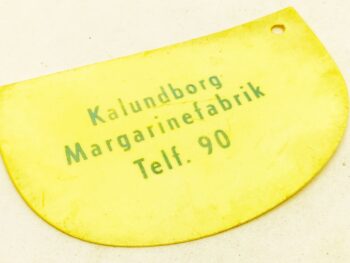 Kalundborg
Margarinefabrik
Telf. 90